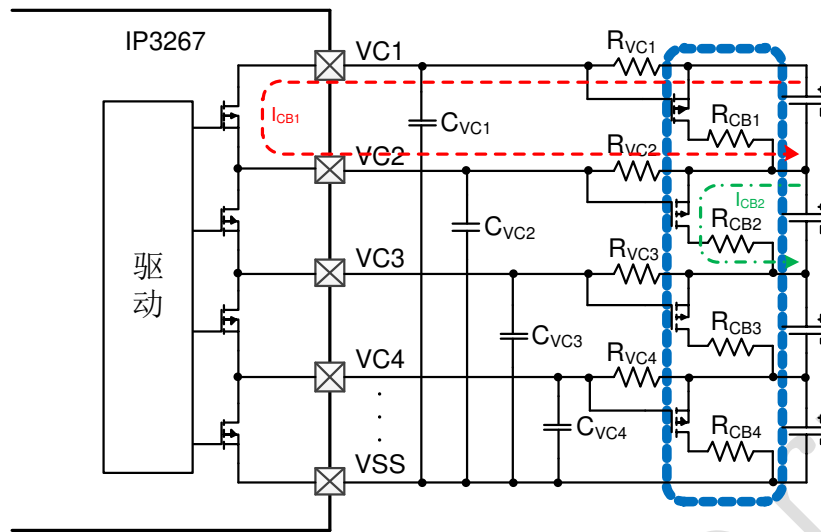 IP3267
VC1
RVC1
ICB1
CVC1
RCB1
VC2
RVC2
ICB2
CVC2
RCB2
驱动
VC3
RVC3
CVC3
RCB3
VC4
RVC4
CVC4
RCB4
VSS